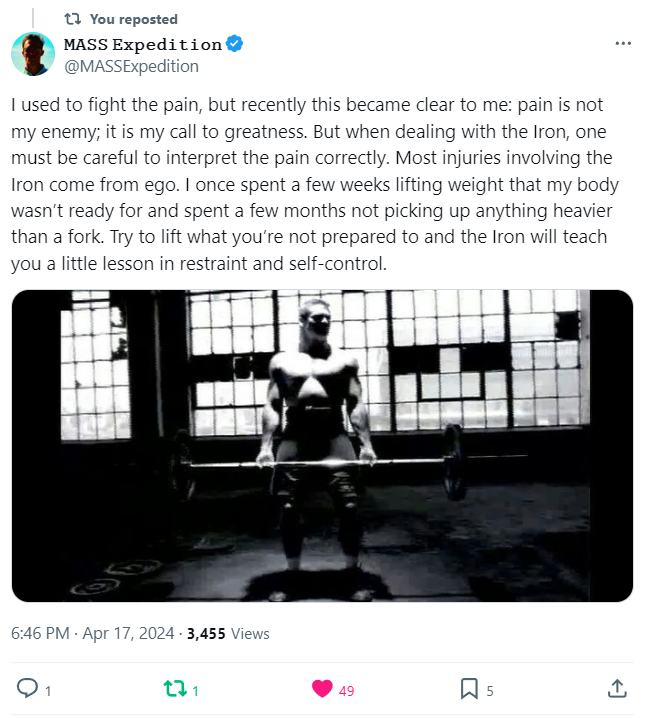 You reposted
MASS Expedition
@MASSExpedition
I used to fight the pain, but recently this became clear to me: pain is not
my enemy; it is my call to greatness. But when dealing with the Iron, one
must be careful to interpret the pain correctly. Most injuries involving the
Iron come from ego. I once spent a few weeks lifting weight that my body
wasn’t ready for and spent a few months not picking up anything heavier
than a fork. Try to lift what you’re not prepared to and the Iron will teach
you a little lesson in restraint and self-control.
6:46 PM · Apr 17, 2024 · 3,455 Views
1 1 49 5